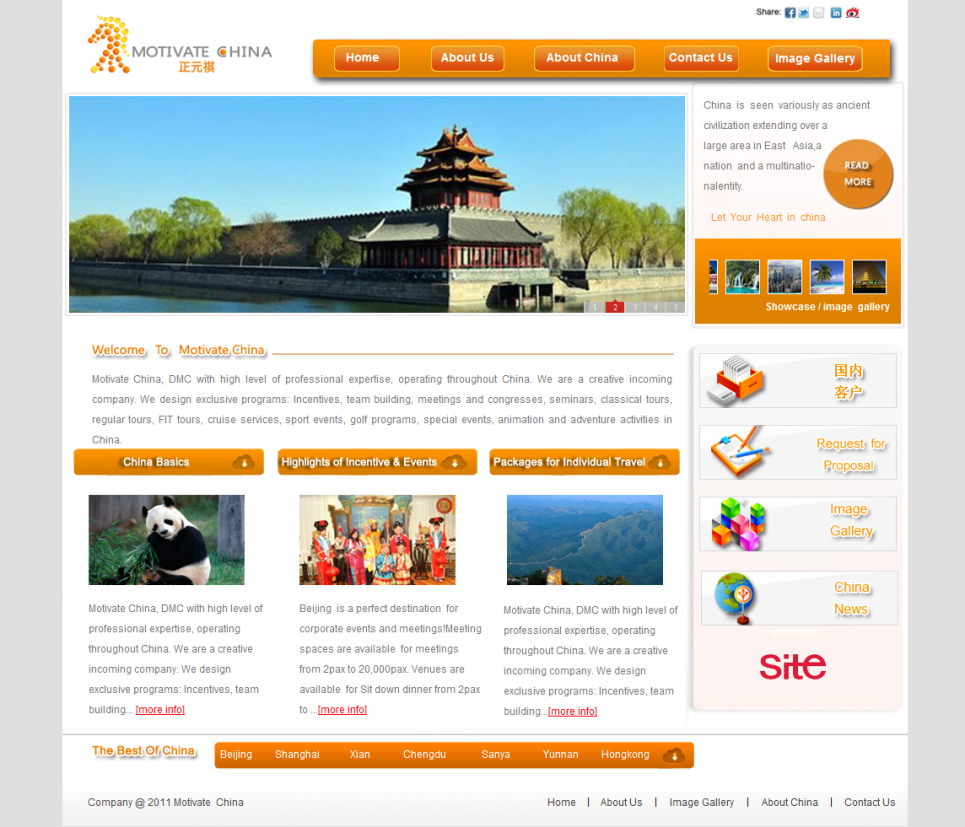 Share:
MOTIVATE CHINA
正元祺
Home
About Us
About China
Contact Us
Image Gallery
China is seen variously as ancient
civilization extending over a
large area in East Asia,a
nation and a multinatio-
nalentity.
READ
MORE
Let Your Heart in china
1 2 3 4 5
Showcase / image gallery
Welcome To Motivate China
Motivate China, DMC with high level of professional expertise, operating throughout China. We are a creative incoming
company. We design exclusive programs: Incentives, team building, meetings and congresses, seminars, classical tours,
regular tours, FIT tours, cruise services, sport events, golf programs, special events, animation and adventure activities in
China.
China Basics
Highlights of Incentive & Events
Packages for Individual Travel
Motivate China, DMC with high level of
professional expertise, operating
throughout China. We are a creative
incoming company. We design
exclusive programs: Incentives, team
building... [more info]
Beijing is a perfect destination for
corporate events and meetings!Meeting
spaces are available for meetings
from 2pax to 20,000pax. Venues are
available for Sit down dinner from 2pax
to ...[more info]
Motivate China, DMC with high level of
professional expertise, operating
throughout China. We are a creative
incoming company. We design
exclusive programs: Incentives, team
building...[more info]
国内
客户
Request for
Proposal
Image
Gallery
China
News
site
The Best Of China
Beijing Shanghai Xian Chengdu Sanya Yunnan Hongkong
Company @ 2011 Motivate China
Home | About Us | Image Gallery | About China | Contact Us